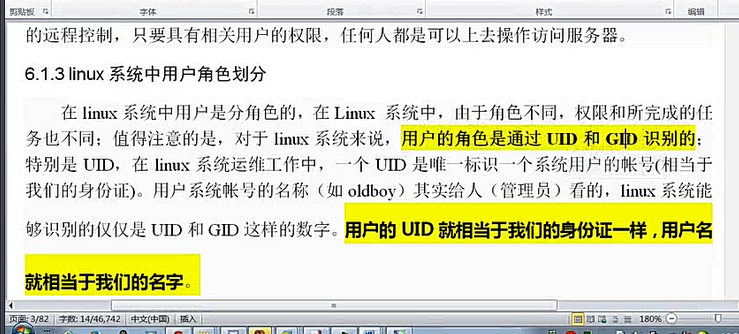 剪贴板
字体
段落
样式
编辑
的远程控制，只要具有相关用户的权限，任何人都是可以上去操作访问服务器。
6.1.3 linux 系统中用户角色划分
在 linux 系统中用户是分角色的，在 Linux 系统中，由于角色不同，权限和所完成的任
务也不同；值得注意的是，对于 linux 系统来说，用户的角色是通过 UID 和 GID 识别的；
特别是 UID，在 linux 系统运维工作中，一个 UID 是唯一标识一个系统用户的帐号(相当于
我们的身份证)。用户系统帐号的名称（如 oldboy）其实给人（管理员）看的，linux 系统能
够识别的仅仅是 UID 和 GID 这样的数字。用户的 UID 就相当于我们的身份证一样，用户名
就相当于我们的名字。
页面: 3/82
字数: 14/46,742
中文(中国)
插入
180%